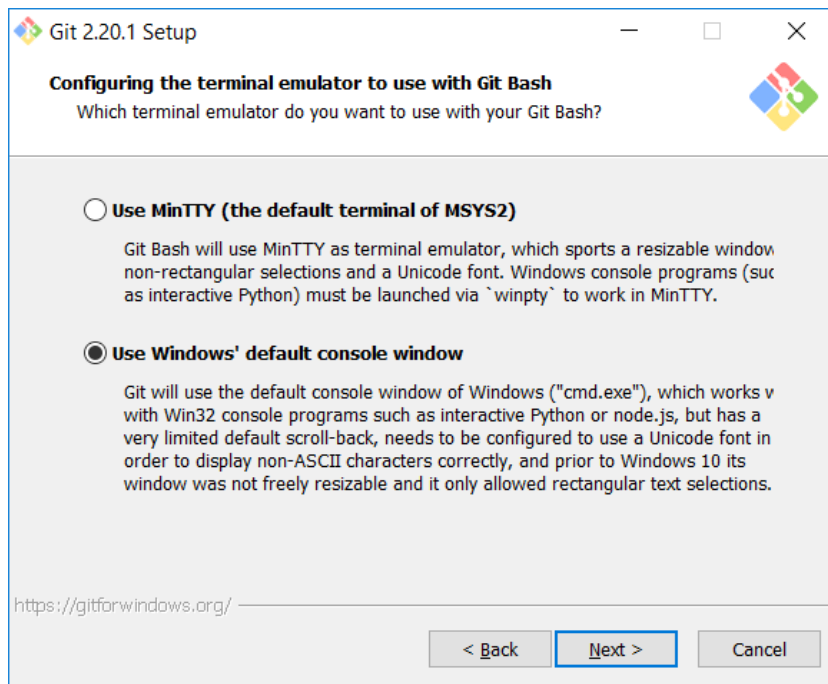 Git 2.20.1 Setup
Configuring the terminal emulator to use with Git Bash
Which terminal emulator do you want to use with your Git Bash?
Use MinTTY (the default terminal of MSYS2)
Git Bash will use MinTTY as terminal emulator, which sports a resizable window
non-rectangular selections and a Unicode font. Windows console programs (suc
as interactive Python) must be launched via `winpty` to work in MinTTY.
Use Windows' default console window
Git will use the default console window of Windows ("cmd.exe"), which works w
with Win32 console programs such as interactive Python or node.js, but has a
very limited default scroll-back, needs to be configured to use a Unicode font in
order to display non-ASCII characters correctly, and prior to Windows 10 its
window was not freely resizable and it only allowed rectangular text selections.
https://gitforwindows.org/
< Back
Next >
Cancel